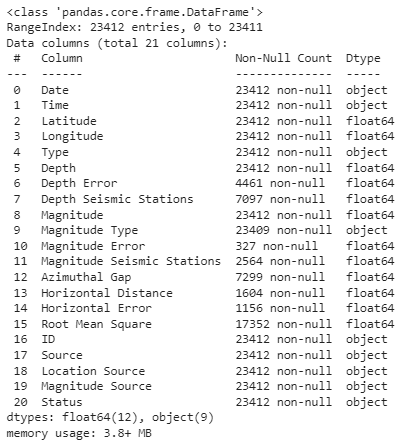 <class 'pandas.core.frame.DataFrame'>
RangeIndex: 23412 entries, 0 to 23411
Data columns (total 21 columns):
 #   Column                      Non-Null Count  Dtype
---  ------                      --------------  -----
 0   Date                        23412 non-null  object
 1   Time                        23412 non-null  object
 2   Latitude                    23412 non-null  float64
 3   Longitude                   23412 non-null  float64
 4   Type                        23412 non-null  object
 5   Depth                       23412 non-null  float64
 6   Depth Error                 4461 non-null   float64
 7   Depth Seismic Stations      7097 non-null   float64
 8   Magnitude                   23412 non-null  float64
 9   Magnitude Type              23409 non-null  object
 10  Magnitude Error             327 non-null    float64
 11  Magnitude Seismic Stations  2564 non-null   float64
 12  Azimuthal Gap               7299 non-null   float64
 13  Horizontal Distance         1604 non-null   float64
 14  Horizontal Error            1156 non-null   float64
 15  Root Mean Square            17352 non-null  float64
 16  ID                          23412 non-null  object
 17  Source                      23412 non-null  object
 18  Location Source             23412 non-null  object
 19  Magnitude Source            23412 non-null  object
 20  Status                      23412 non-null  object
dtypes: float64(12), object(9)
memory usage: 3.8+ MB